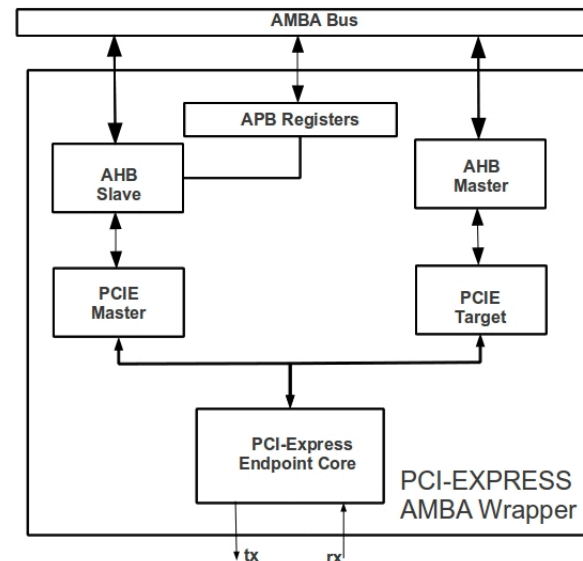 AMBA Bus
APB Registers
AHB
Slave
AHB
Master
PCIE
Master
PCIE
Target
PCI-Express
Endpoint Core
PCI-EXPRESS
AMBA Wrapper
tx
rx